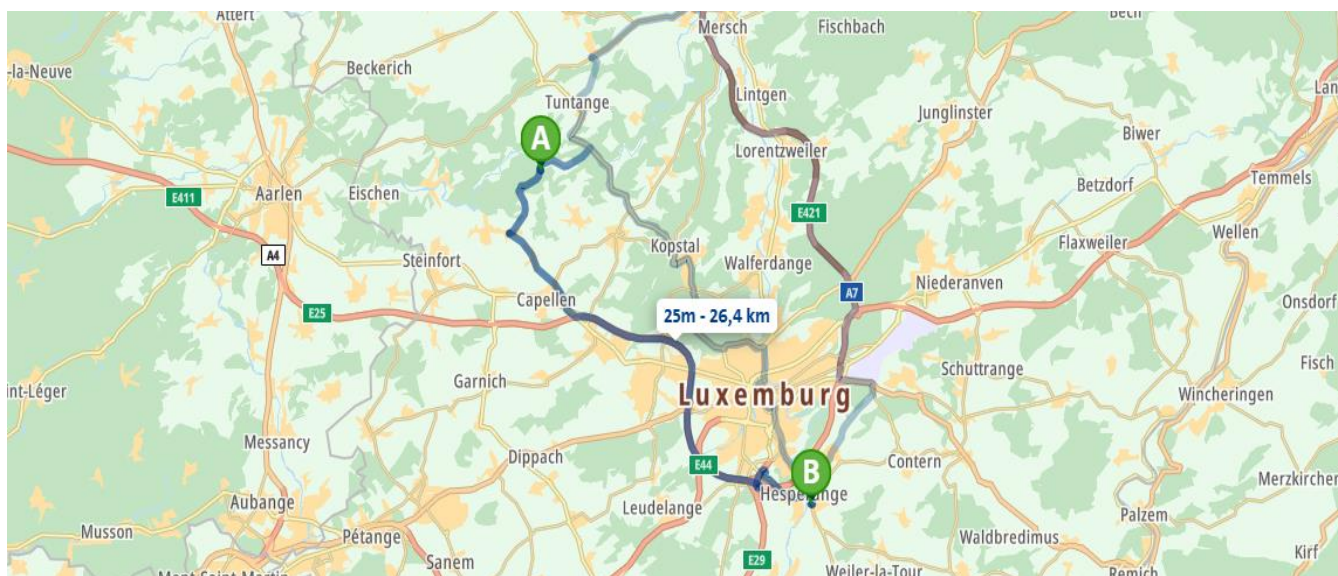 Attert
Mersch
Fischbach
Bech
-la-Neuve
Beckerich
Lintgen
Tuntange
Junglinster
Lan
A
Lorentzweiler
Biwer
Temmels
Eischen
Betzdorf
E411
Aarlen
E421
Wellen
Kopstal
Flaxweiler
A4
Steinfort
Walferdange
Niederanven
A7
Capellen
Onsdorf
E25
25m - 26,4 km
Schuttrange
Fisch
Garnich
int-Léger
Luxemburg
Wincheringen
Messancy
Dippach
E44
B
Contern
Hesperange
Merzkirchen
Aubange
Leudelange
Musson
Pétange
Palzem
Waldbredimus
Kirf
Sanem
E29
Weiler-la-Tour
Remich
Mont-Saint-Martin